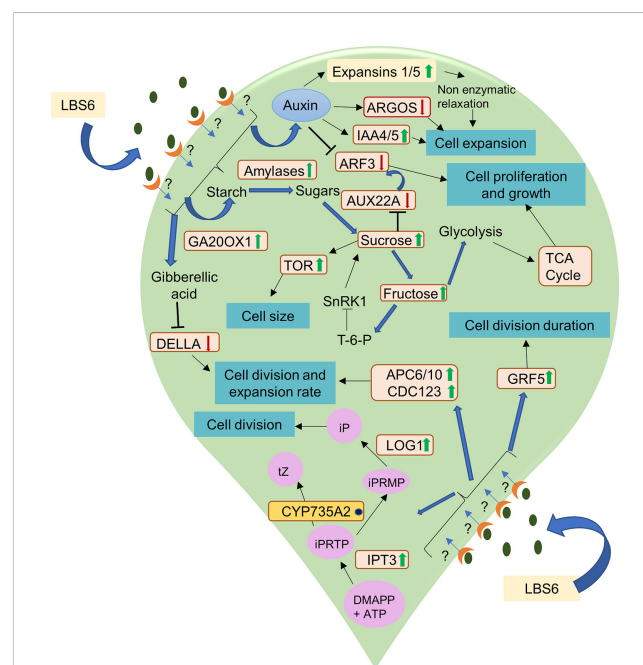 Expansins 1/5
Non enzymatic
relaxation
LBS6
Auxin
ARGOS
IAA4/5
Cell expansion
?
?
?
?
Amylases
ARF3
Cell proliferation
and growth
Starch
Sugars
AUX22A
GA20OX1
Sucrose
Glycolysis
TOR
TCA
Cycle
Gibberellic
acid
SnRK1
Fructose
Cell size
T-6-P
Cell division duration
DELLA
Cell division and
expansion rate
APC6/10
CDC123
GRF5
Cell division
iP
LOG1
tZ
iPRMP
CYP735A2
?
?
?
?
iPRTP
IPT3
DMAPP
+ ATP
LBS6